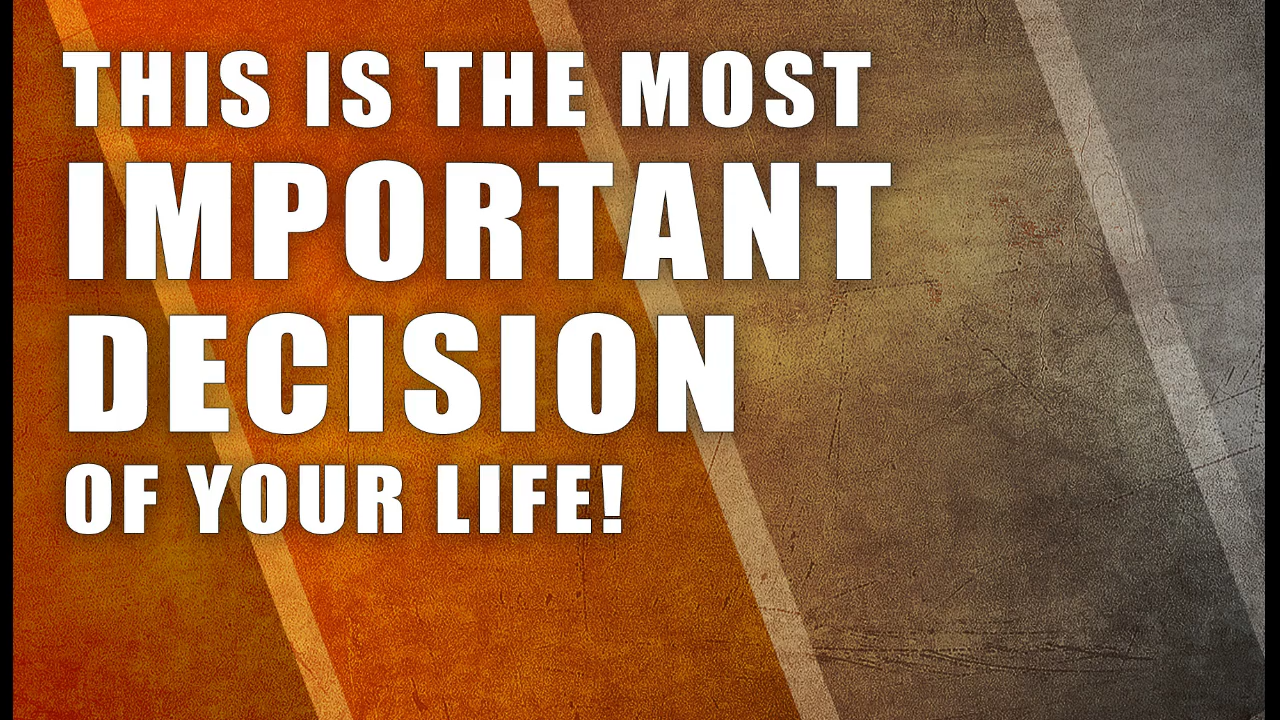 THIS IS THE MOST
IMPORTANT
DECISION
OF YOUR LIFE!